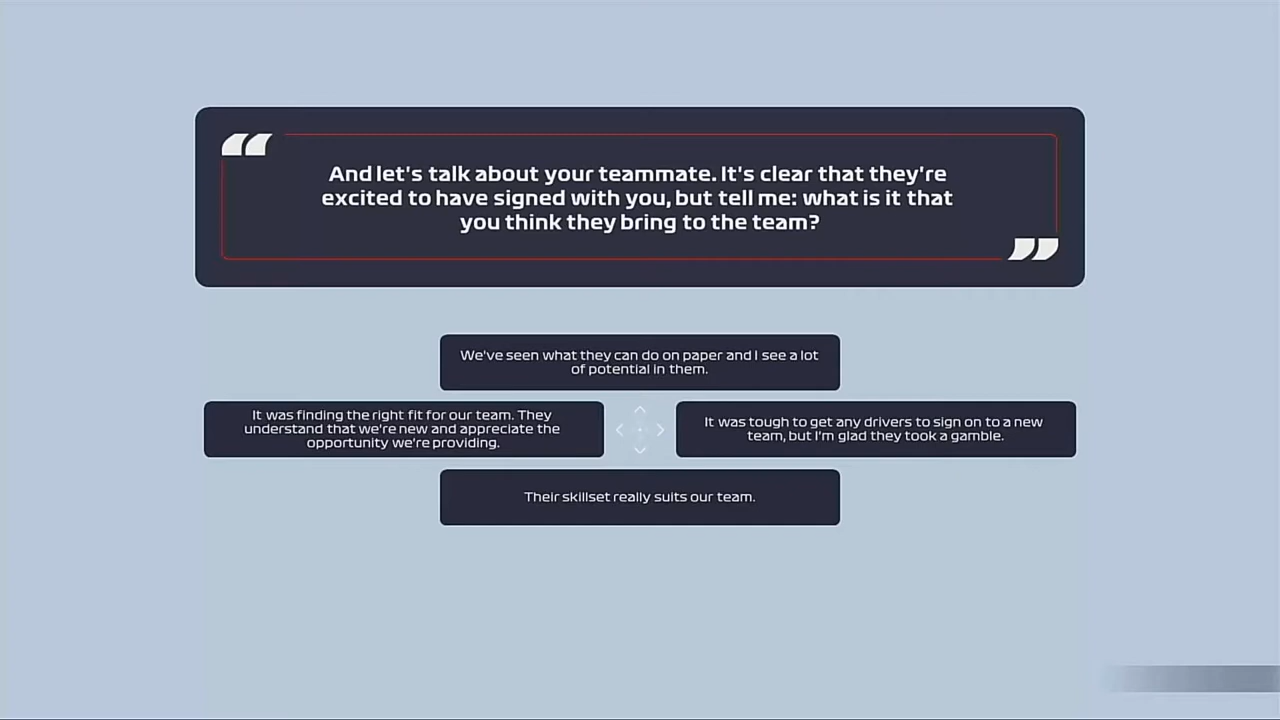 And let's talk about your teammate. It's clear that they're
excited to have signed with you, but tell me: what is it that
you think they bring to the team?
We've seen what they can do on paper and I see a lot
of potential in them.
It was finding the right fit for our team. They
understand that we're new and appreciate the
opportunity we're providing.
It was tough to get any drivers to sign on to a new
team, but I'm glad they took a gamble.
Their skillset really suits our team.